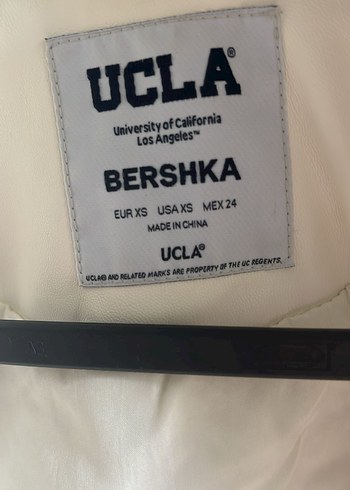 UCLA®
University of California
Los Angeles™
BERSHKA
EUR XS USA XS MEX 24
MADE IN CHINA
UCLA®
UCLA® AND RELATED MARKS ARE PROPERTY OF THE UC REGENTS.